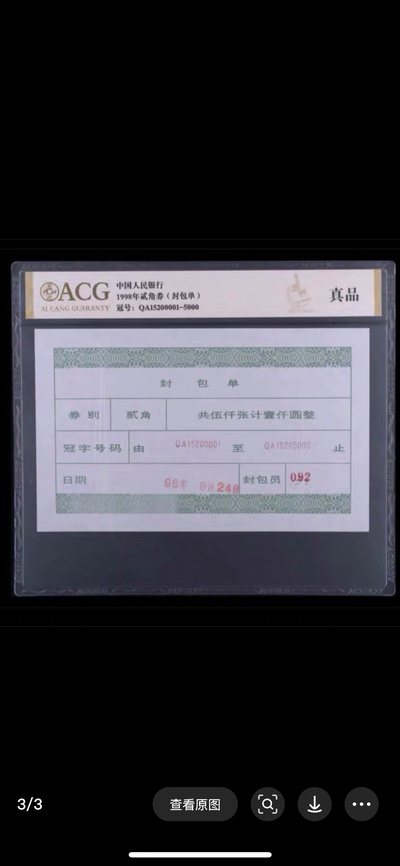 ACG
AI CANG GUARANTY
中国人民银行
1998年贰角券（封包单）
冠号：QA15200001-5000
真品
封 包 单
券别 贰角 共伍仟张计壹仟圆整
冠字号码 由 QA15200001 至 QA15205000 止
日期 98年 封包员 092
3/3
查看原图